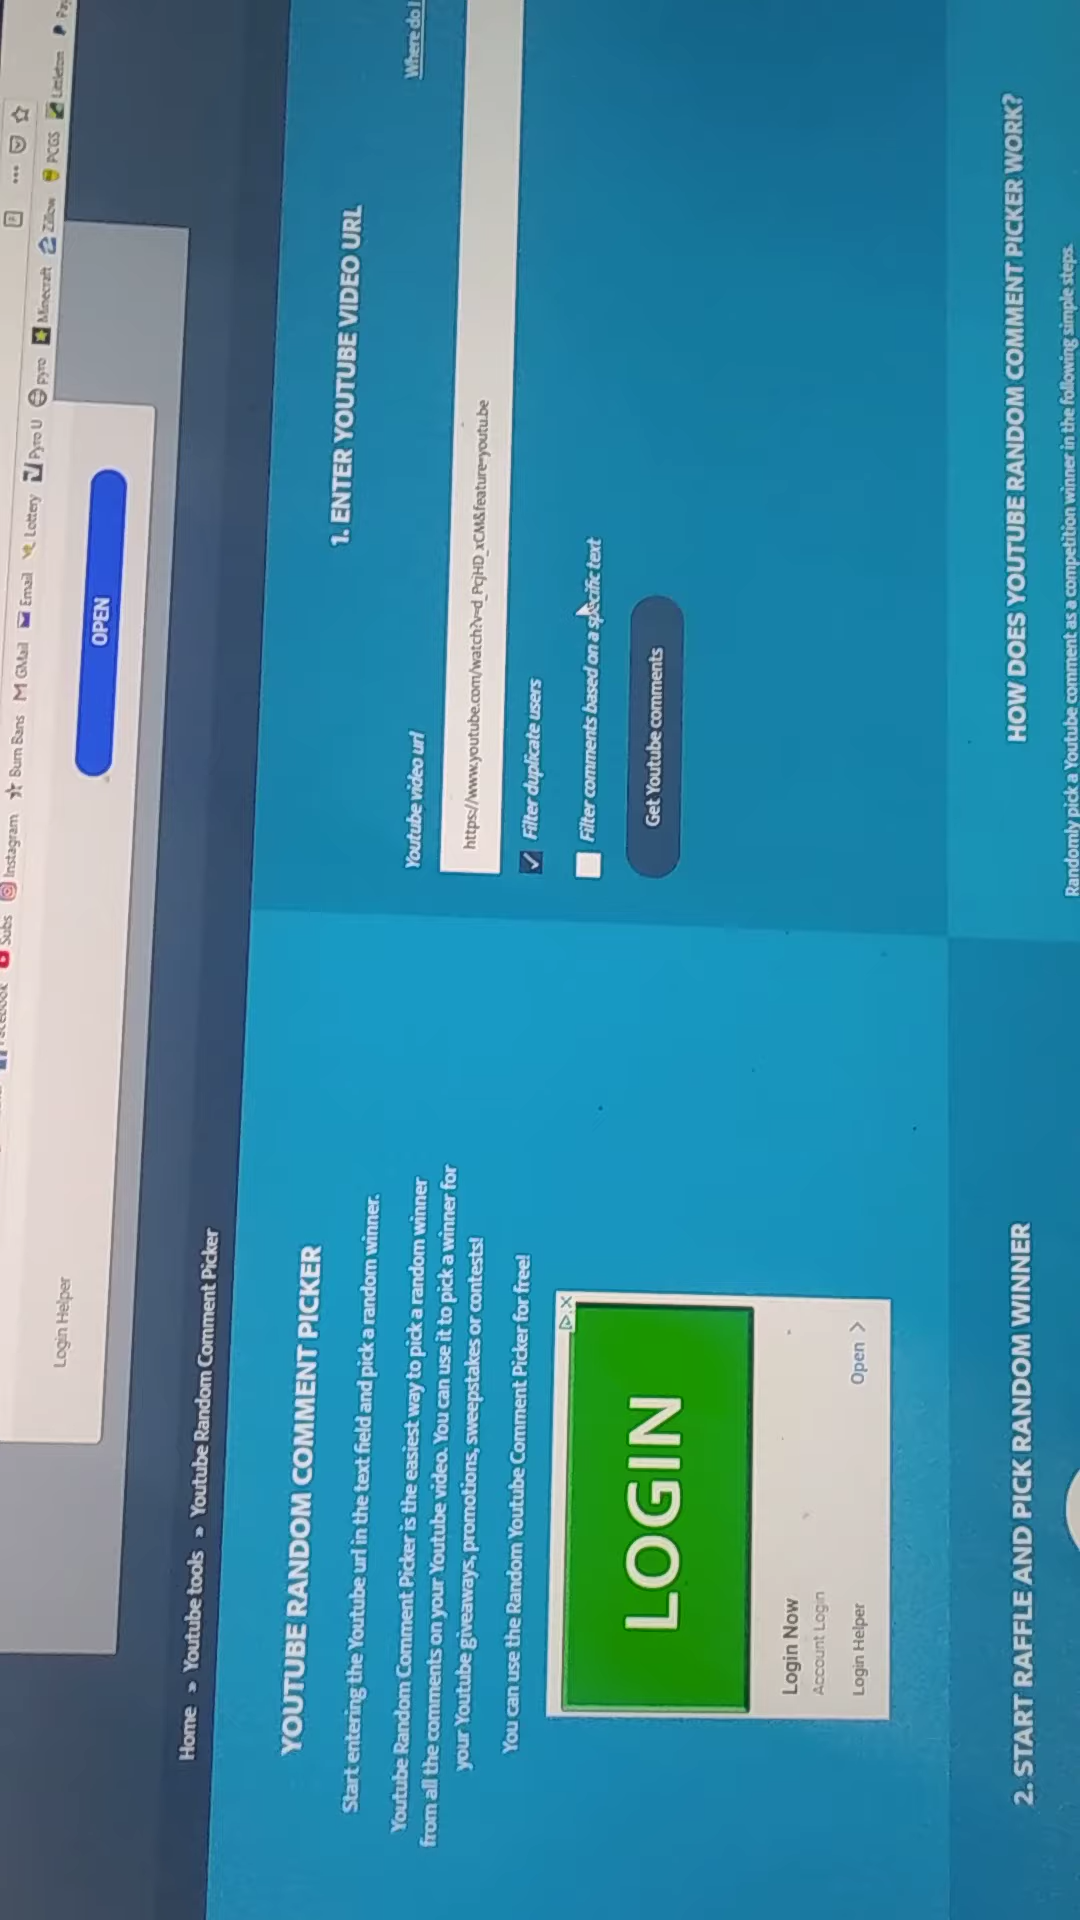 Facebook
Subs
Instagram
Burn Bans
GMail
Email
Lottery
Pyro U
pyro
Minecraft
Zillow
PCGS
Littleton
OPEN
Login Helper
Home » Youtube tools » Youtube Random Comment Picker
YOUTUBE RANDOM COMMENT PICKER
Start entering the Youtube url in the text field and pick a random winner.
Youtube Random Comment Picker is the easiest way to pick a random winner
from all the comments on your Youtube video. You can use it to pick a winner for
your Youtube giveaways, promotions, sweepstakes or contests!
You can use the Random Youtube Comment Picker for free!
LOGIN
Login Now
Account Login
Login Helper
Open >
1. ENTER YOUTUBE VIDEO URL
Youtube video url
Where do I
https://www.youtube.com/watch?v=d_PcjHD_xCM&feature=youtu.be
Filter duplicate users
Filter comments based on a specific text
Get Youtube comments
2. START RAFFLE AND PICK RANDOM WINNER
HOW DOES YOUTUBE RANDOM COMMENT PICKER WORK?
Randomly pick a Youtube comment as a competition winner in the following simple steps.